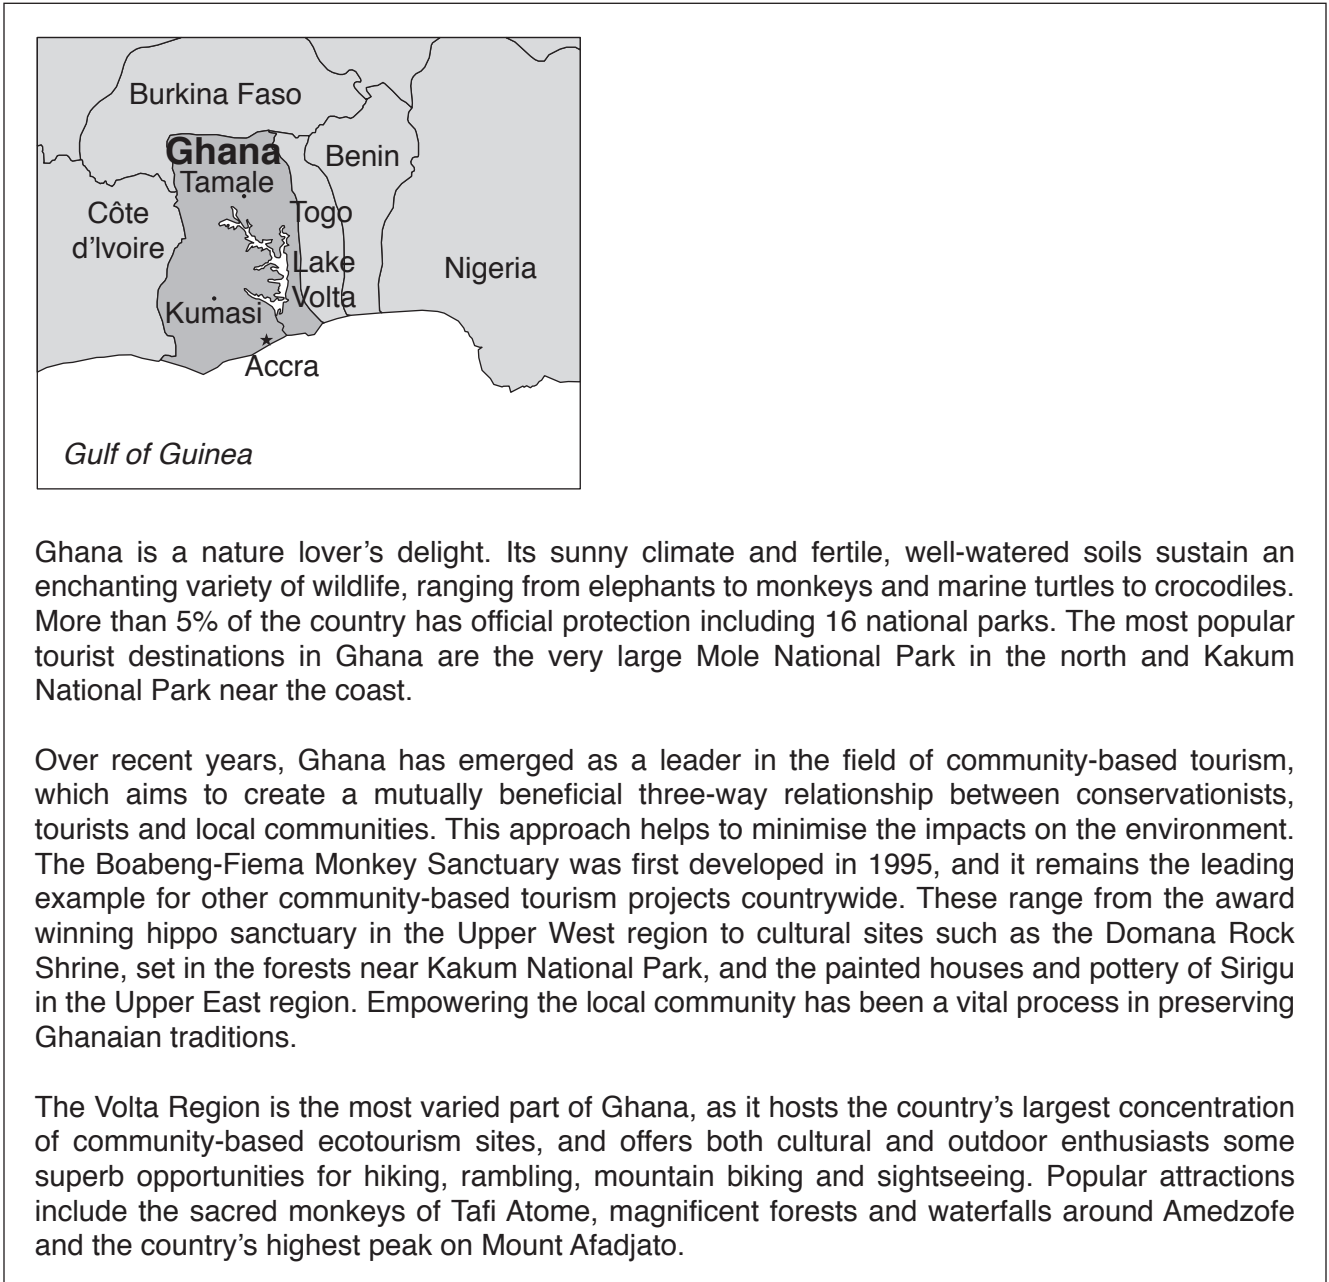 Burkina Faso
Ghana
Benin
Tamale
Côte
d'Ivoire
Togo
Lake
Volta
Nigeria
Kumasi
Accra
Gulf of Guinea
Ghana is a nature lover's delight. Its sunny climate and fertile, well-watered soils sustain an
enchanting variety of wildlife, ranging from elephants to monkeys and marine turtles to crocodiles.
More than 5% of the country has official protection including 16 national parks. The most popular
tourist destinations in Ghana are the very large Mole National Park in the north and Kakum
National Park near the coast.
Over recent years, Ghana has emerged as a leader in the field of community-based tourism,
which aims to create a mutually beneficial three-way relationship between conservationists,
tourists and local communities. This approach helps to minimise the impacts on the environment.
The Boabeng-Fiema Monkey Sanctuary was first developed in 1995, and it remains the leading
example for other community-based tourism projects countrywide. These range from the award
winning hippo sanctuary in the Upper West region to cultural sites such as the Domana Rock
Shrine, set in the forests near Kakum National Park, and the painted houses and pottery of Sirigu
in the Upper East region. Empowering the local community has been a vital process in preserving
Ghanaian traditions.
The Volta Region is the most varied part of Ghana, as it hosts the country's largest concentration
of community-based ecotourism sites, and offers both cultural and outdoor enthusiasts some
superb opportunities for hiking, rambling, mountain biking and sightseeing. Popular attractions
include the sacred monkeys of Tafi Atome, magnificent forests and waterfalls around Amedzofe
and the country's highest peak on Mount Afadjato.